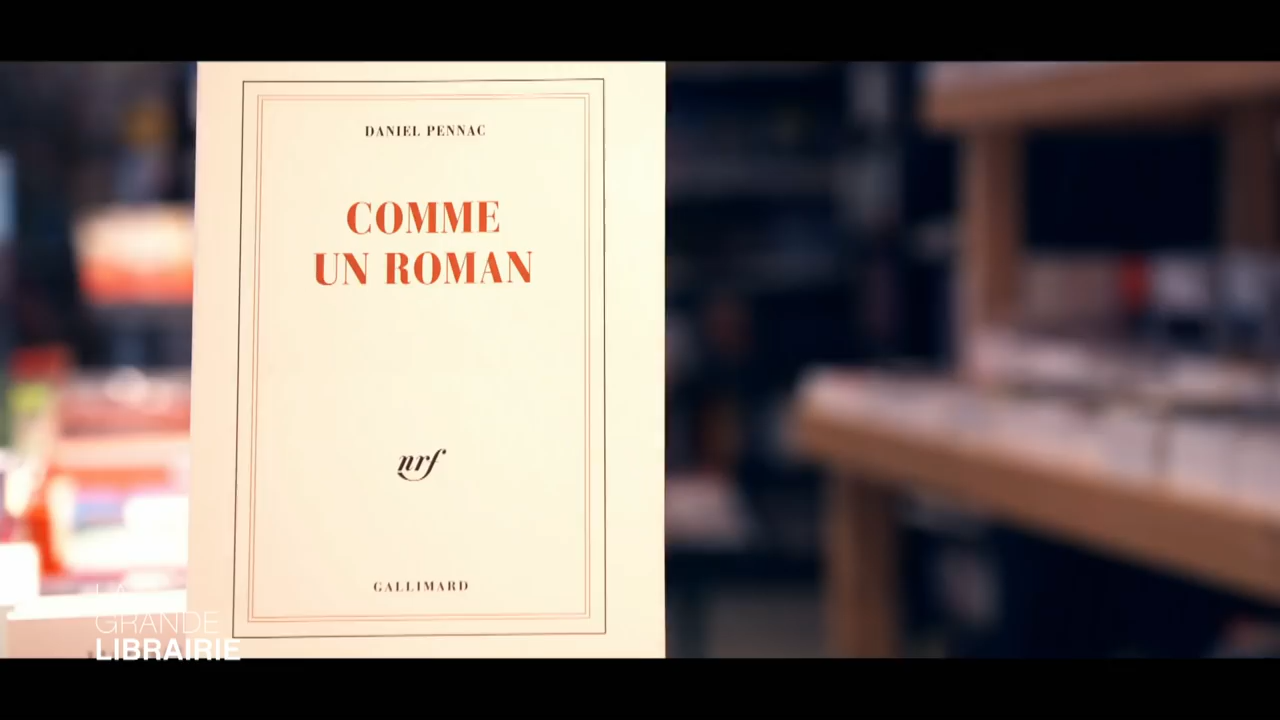 DANIEL PENNAC
COMME
UN ROMAN
nrf
GALLIMARD
LA
GRANDE
LIBRAIRIE